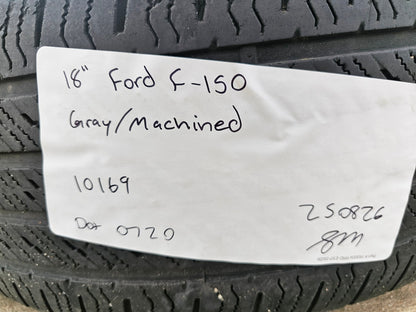 18" Ford F-150
Gray/Machined
10169
250826
Dot 0720